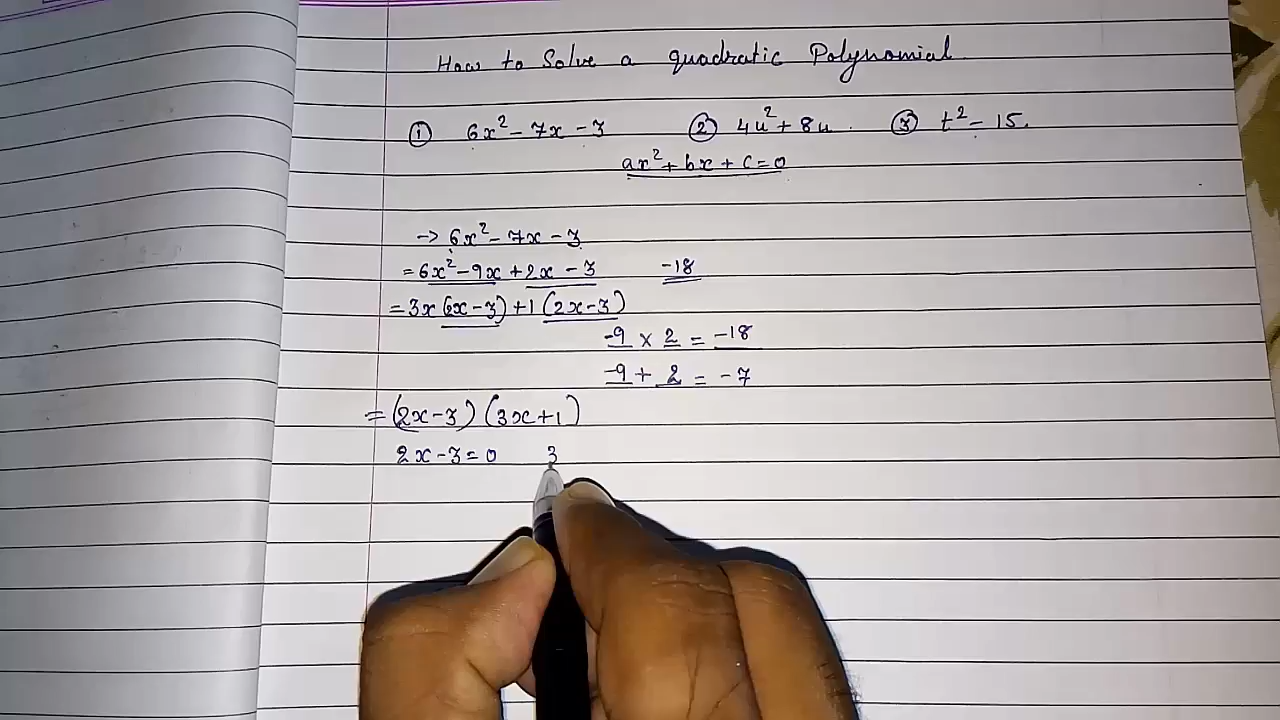 How to Solve a quadratic Polynomial
① 6x² - 7x - 3 ② 4u² + 8u . ③ t² - 15.
ax² + bx + c = 0
→ 6x² - 7x - 3
= 6x² - 9x + 2x - 3 -18
= 3x (2x - 3) + 1 (2x - 3)
-9 × 2 = -18
-9 + 2 = -7
= (2x - 3) (3x + 1)
2x - 3 = 0 3